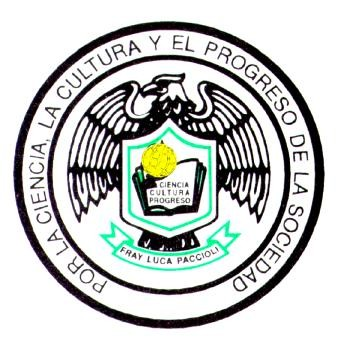 POR LA CIENCIA, LA CULTURA Y EL PROGRESO DE LA SOCIEDAD
CIENCIA
CULTURA
PROGRESO
FRAY LUCA PACCIOLI